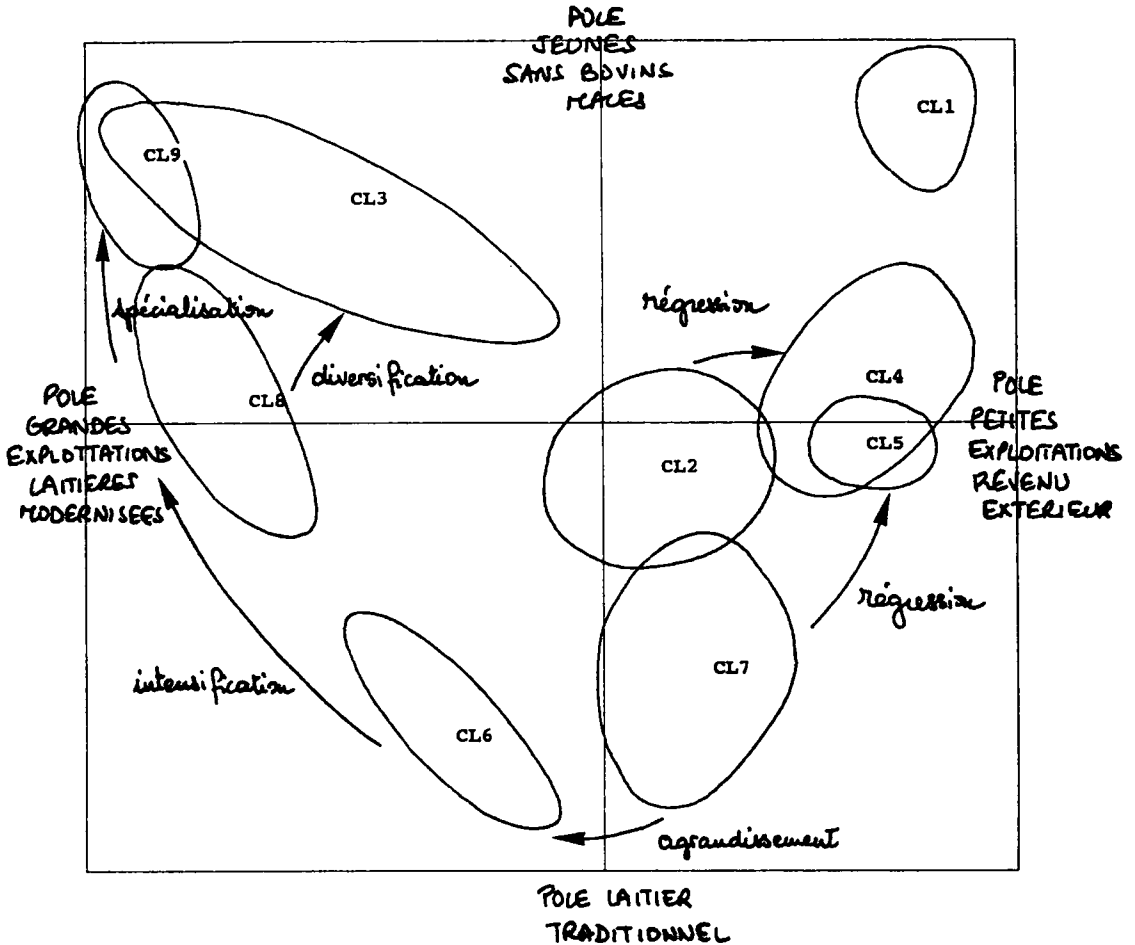 POLE
JEUNES
SANS BOVINS
MALES
CL1
CL9
CL3
spécialisation
régression
diversification
CL8
CL4
POLE
GRANDES
EXPLOTTATIONS
LAITIERES
MODERNISEES
POLE
PETITES
EXPLOITATIONS
REVENU
EXTERIEUR
CL5
CL2
régression
intensification
CL7
CL6
agrandissement
POLE LAITIER
TRADITIONNEL